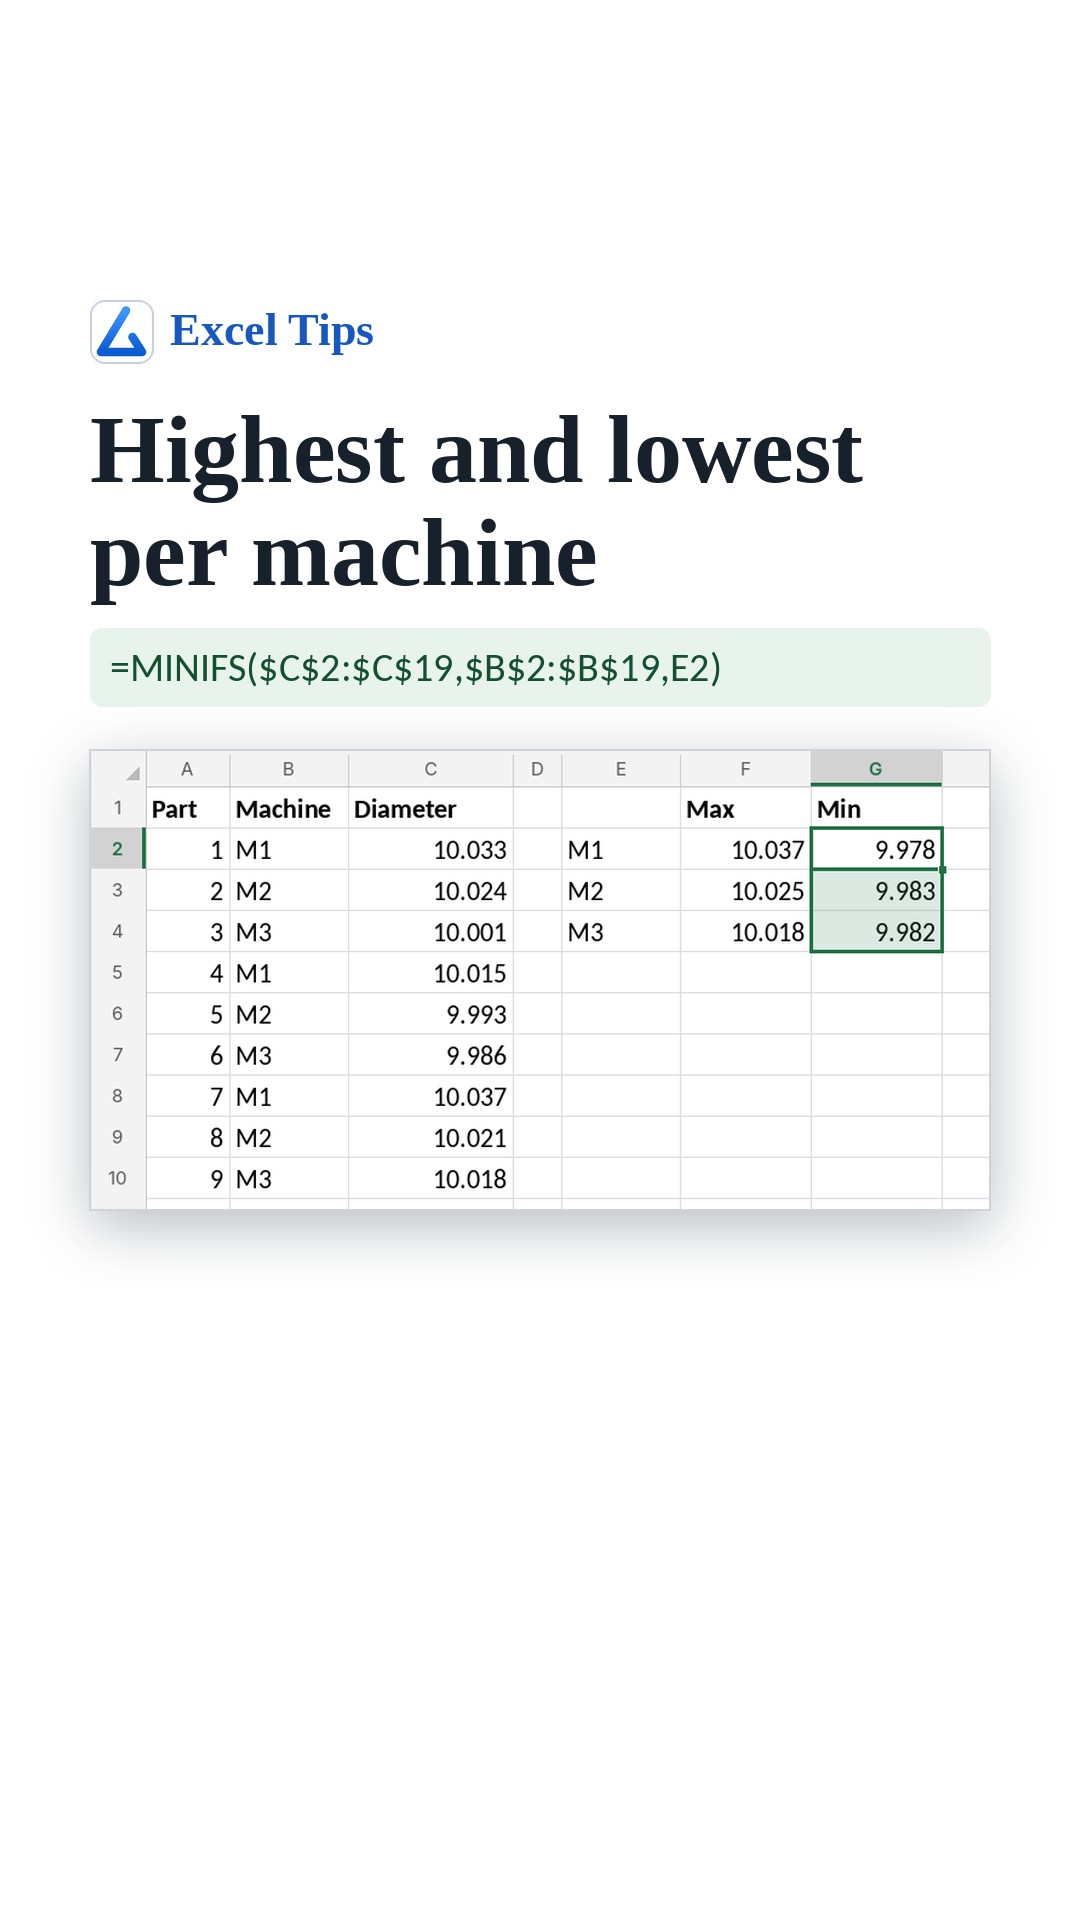 Excel Tips
Highest and lowest
per machine
=MINIFS($C$2:$C$19,$B$2:$B$19,E2)
A B C D E F G
1 Part Machine Diameter Max Min
2 1 M1 10.033 M1 10.037 9.978
3 2 M2 10.024 M2 10.025 9.983
4 3 M3 10.001 M3 10.018 9.982
5 4 M1 10.015
6 5 M2 9.993
7 6 M3 9.986
8 7 M1 10.037
9 8 M2 10.021
10 9 M3 10.018